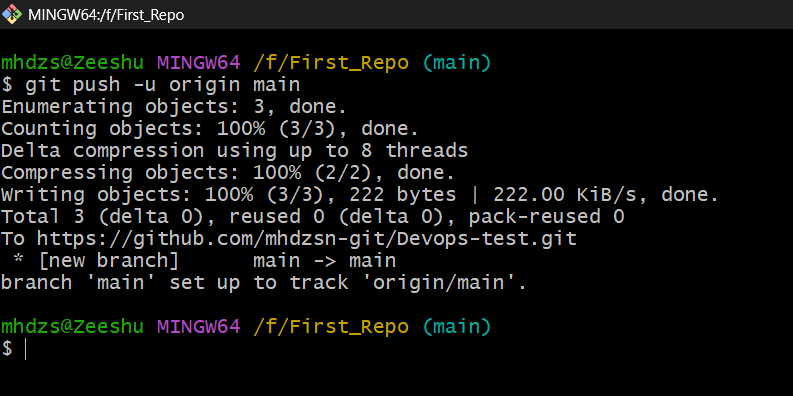 MINGW64:/f/First_Repo
mhdzs@Zeeshu MINGW64 /f/First_Repo (main)
$ git push -u origin main
Enumerating objects: 3, done.
Counting objects: 100% (3/3), done.
Delta compression using up to 8 threads
Compressing objects: 100% (2/2), done.
Writing objects: 100% (3/3), 222 bytes | 222.00 KiB/s, done.
Total 3 (delta 0), reused 0 (delta 0), pack-reused 0
To https://github.com/mhdzsn-git/Devops-test.git
 * [new branch]      main -> main
branch 'main' set up to track 'origin/main'.
mhdzs@Zeeshu MINGW64 /f/First_Repo (main)
$